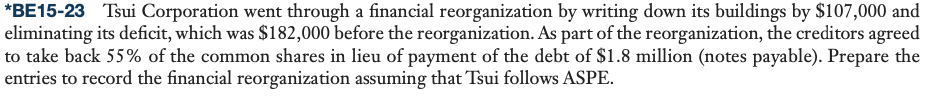 *BE15-23 Tsui Corporation went through a financial reorganization by writing down its buildings by $107,000 and
eliminating its deficit, which was $182,000 before the reorganization. As part of the reorganization, the creditors agreed
to take back 55% of the common shares in lieu of payment of the debt of $1.8 million (notes payable). Prepare the
entries to record the financial reorganization assuming that Tsui follows ASPE.